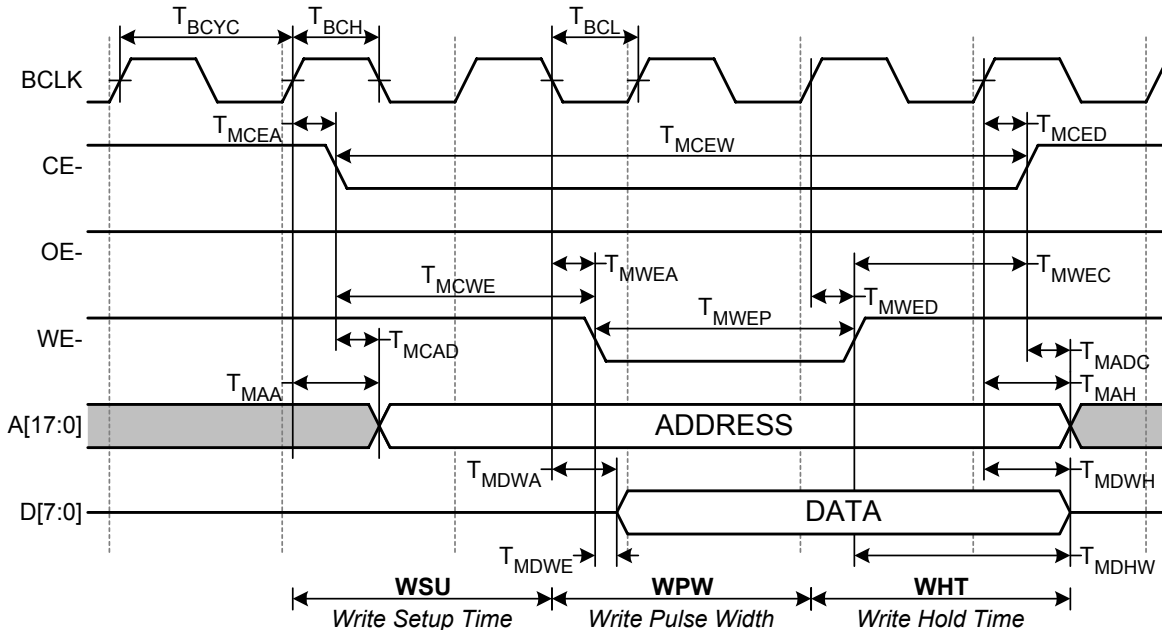 TBCYC TBCH TBCL
BCLK
TMCEA TMCEW TMCED
CE-
OE-
TMCWE TMWEA TMWEC
TMWEP TMWED
WE-
TMCAD TMADC
TMAA TMAH
A[17:0] ADDRESS
TMDWA TMDWH
D[7:0] DATA
TMDWE TMDHW
WSU WPW WHT
Write Setup Time Write Pulse Width Write Hold Time